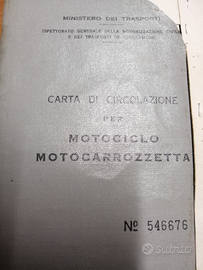 MINISTERO DEI TRASPORTI
ISPETTORATO GENERALE DELLA MOTORIZZAZIONE CIVILE
E DEI TRASPORTI IN CONCESSIONE
CARTA DI CIRCOLAZIONE
PER
MOTOCICLO
MOTOCARROZZETTA
Nº 546676
subito